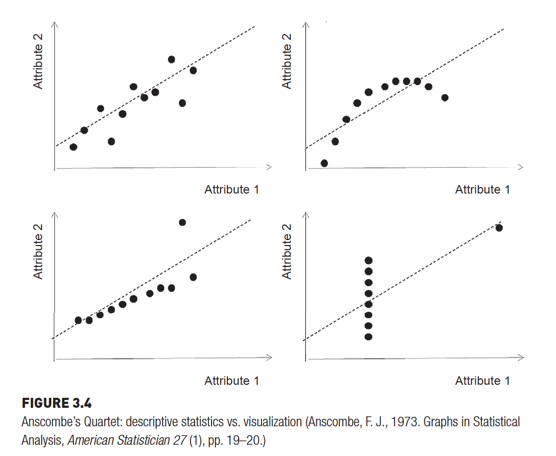 Attribute 2
Attribute 1
Attribute 2
Attribute 1
Attribute 2
Attribute 1
Attribute 2
Attribute 1
FIGURE 3.4
Anscombe's Quartet: descriptive statistics vs. visualization (Anscombe, F. J., 1973. Graphs in Statistical
Analysis, American Statistician 27 (1), pp. 19–20.)